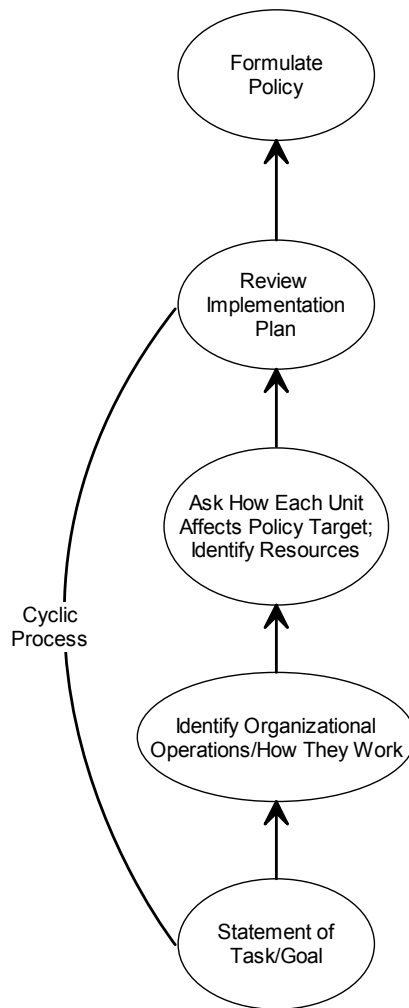 Formulate
Policy
Review
Implementation
Plan
Ask How Each Unit
Affects Policy Target;
Identify Resources
Cyclic
Process
Identify Organizational
Operations/How They Work
Statement of
Task/Goal